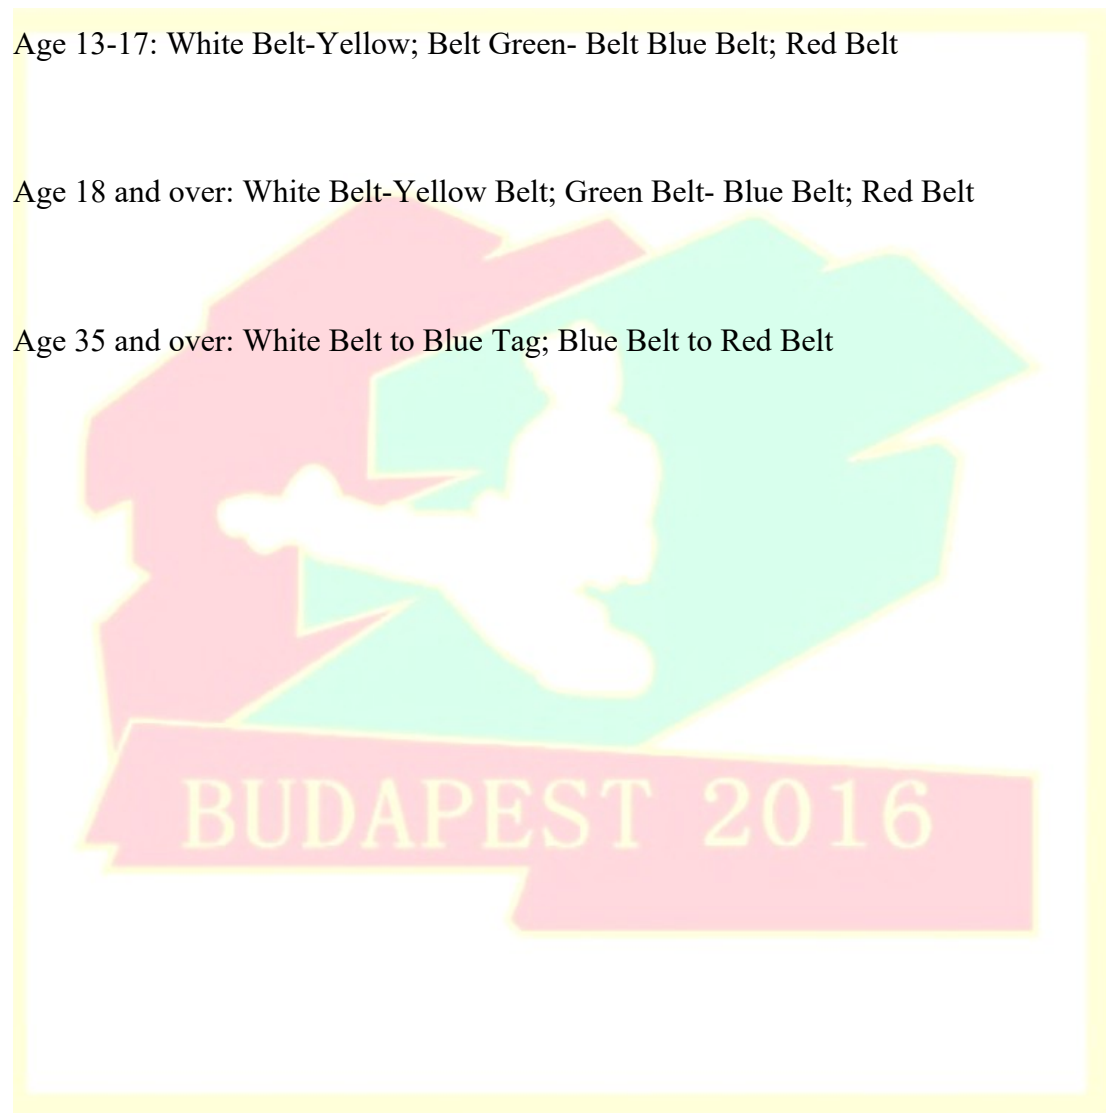 Age 13-17: White Belt-Yellow; Belt Green- Belt Blue Belt; Red Belt
Age 18 and over: White Belt-Yellow Belt; Green Belt- Blue Belt; Red Belt
Age 35 and over: White Belt to Blue Tag; Blue Belt to Red Belt
BUDAPEST 2016